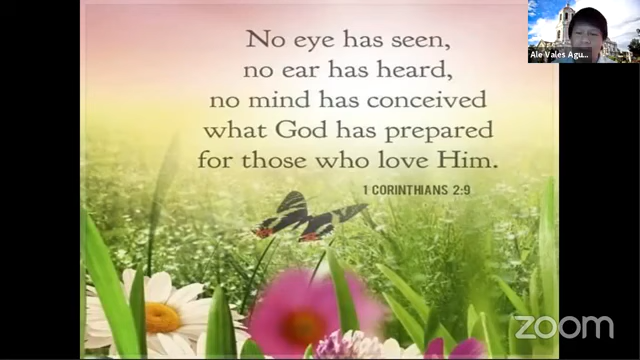 No eye has seen,
no ear has heard,
no mind has conceived
what God has prepared
for those who love Him.
1 CORINTHIANS 2:9
Ale Vales Agu...
zoom